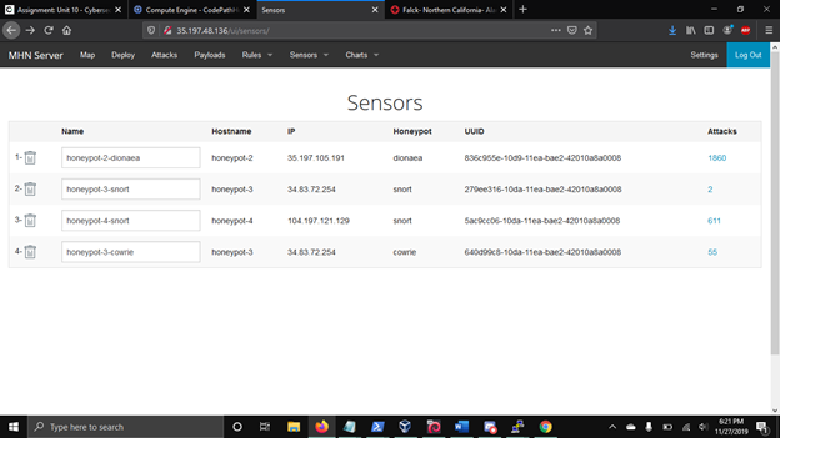 Assignment: Unit 10 - Cyberse
Compute Engine - CodePath
Sensors
Falck: Northern California- Al
35.197.48.136/ui/sensors/
MHN Server Map Deploy Attacks Payloads Rules Sensors Charts Settings Log Out
Sensors
Name Hostname IP Honeypot UUID Attacks
1- honeypot-2-dionaea honeypot-2 35.197.105.191 dionaea 836c955e-10d9-11ea-bae2-42010a8a0008 1860
2- honeypot-3-snort honeypot-3 34.83.72.254 snort 279ee316-10da-11ea-bae2-42010a8a0008 2
3- honeypot-4-snort honeypot-4 104.197.121.129 snort 5ac9cc06-10da-11ea-bae2-42010a8a0008 611
4- honeypot-3-cowrie honeypot-3 34.83.72.254 cowrie 640d99c8-10da-11ea-bae2-42010a8a0008 55
Type here to search
6:21 PM
11/27/2019